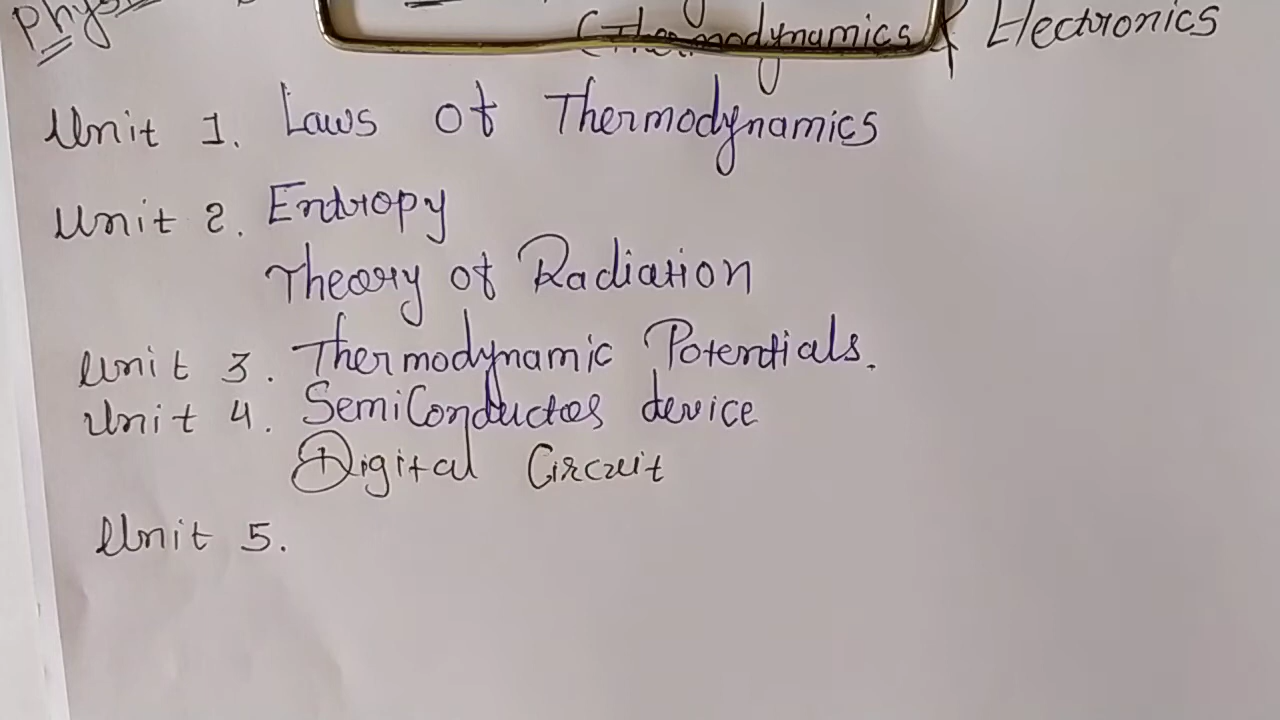 (Thermodynamics & Electronics
Unit 1. Laws of Thermodynamics
Unit 2. Entropy
Theory of Radiation
Unit 3. Thermodynamic Potentials.
Unit 4. SemiConductor device
Digital Circuit
Unit 5.